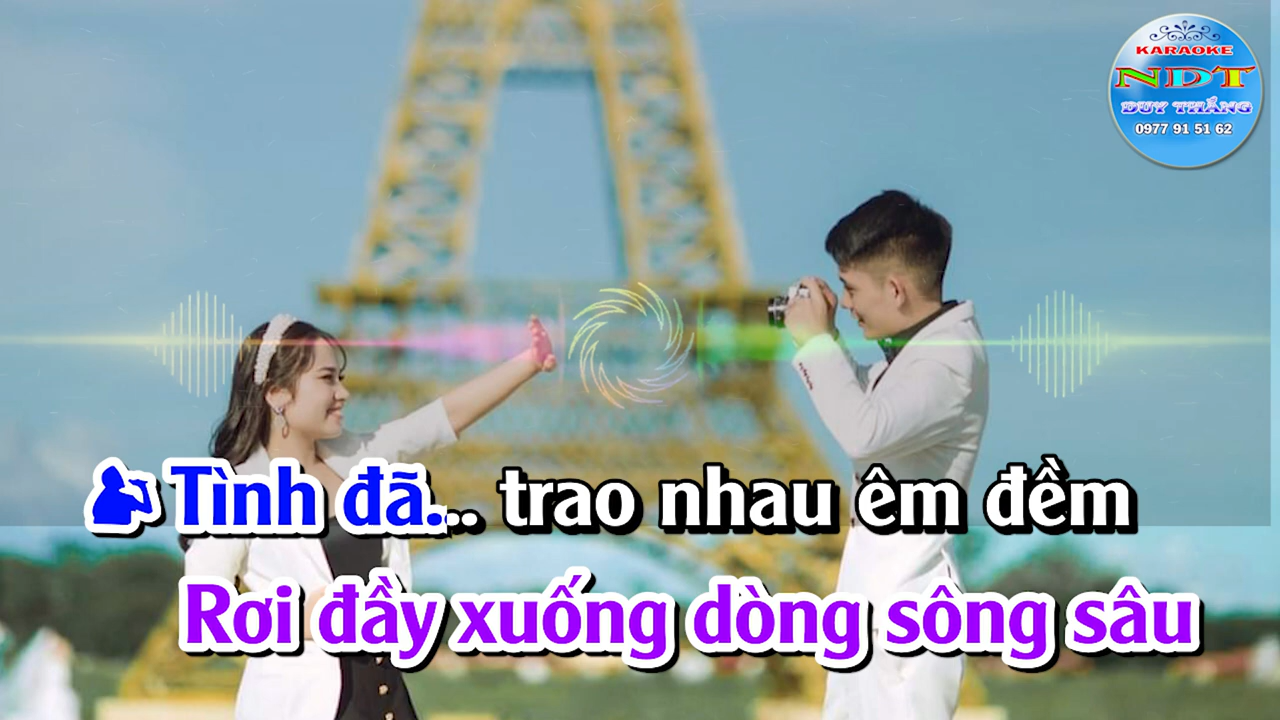 KARAOKE
NDT
DUY THẮNG
0977 91 51 62
Tình đã... trao nhau êm đềm
Rơi đầy xuống dòng sông sâu